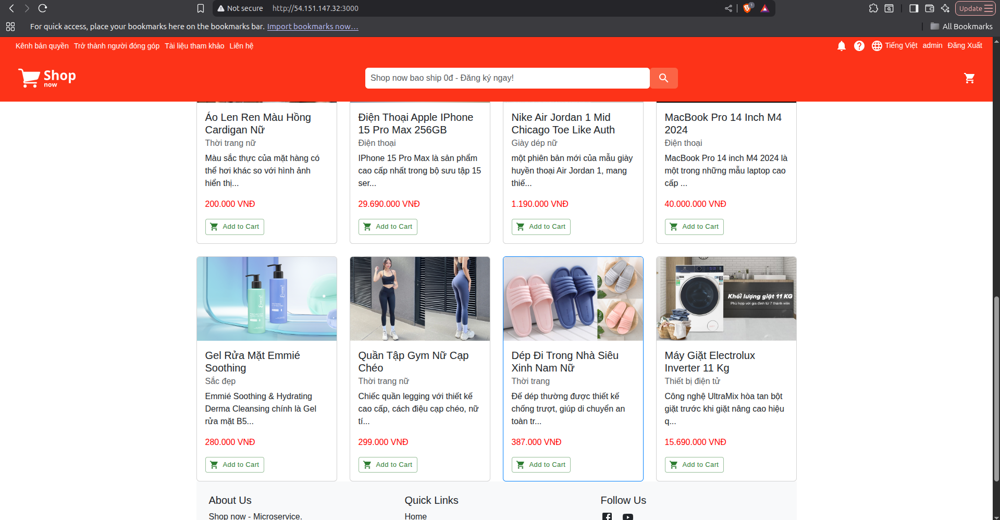 Not secure http://54.151.147.32:3000
1
Update
For quick access, place your bookmarks here on the bookmarks bar. Import bookmarks now...
All Bookmarks
Kênh bản quyền Trở thành người đóng góp Tài liệu tham khảo Liên hệ
Tiếng Việt admin Đăng Xuất
Shop
now
Shop now bao ship 0đ - Đăng ký ngay!
Áo Len Ren Màu Hồng
Cardigan Nữ
Thời trang nữ
Màu sắc thực của mặt hàng có
thể hơi khác so với hình ảnh
hiển thị...
200.000 VNĐ
Add to Cart
Điện Thoại Apple IPhone
15 Pro Max 256GB
Điện thoại
IPhone 15 Pro Max là sản phẩm
cao cấp nhất trong bộ sưu tập 15
ser...
29.690.000 VNĐ
Add to Cart
Nike Air Jordan 1 Mid
Chicago Toe Like Auth
Giày dép nữ
một phiên bản mới của mẫu giày
huyền thoại Air Jordan 1, mang
thiế...
1.190.000 VNĐ
Add to Cart
MacBook Pro 14 Inch M4
2024
Điện thoại
MacBook Pro 14 inch M4 2024 là
một trong những mẫu laptop cao
cấp ...
40.000.000 VNĐ
Add to Cart
Gel Rửa Mặt Emmié
Soothing
Sắc đẹp
Emmié Soothing & Hydrating
Derma Cleansing chính là Gel
rửa mặt B5...
280.000 VNĐ
Add to Cart
Quần Tập Gym Nữ Cạp
Chéo
Thời trang nữ
Chiếc quần legging với thiết kế
cao cấp, cách điệu cạp chéo, nữ
tí...
299.000 VNĐ
Add to Cart
Dép Đi Trong Nhà Siêu
Xinh Nam Nữ
Thời trang
Đế dép thường được thiết kế
chống trượt, giúp di chuyển an
toàn tr...
387.000 VNĐ
Add to Cart
Khối lượng giặt 11 KG
Phù hợp với gia đình từ 7 thành viên
Máy Giặt Electrolux
Inverter 11 Kg
Thiết bị điện tử
Công nghệ UltraMix hòa tan bột
giặt trước khi giặt nâng cao hiệu
q...
15.690.000 VNĐ
Add to Cart
About Us
Shop now - Microservice.
Quick Links
Home
Follow Us